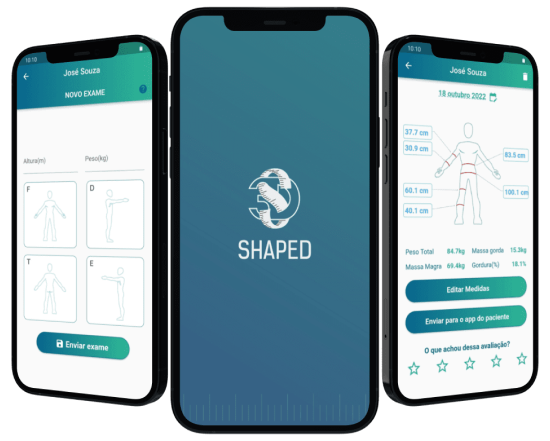 10:10
José Souza
NOVO EXAME
?
Altura(m)
Peso(kg)
F
D
T
E
Enviar exame
3D
SHAPED
10:10
José Souza
18 outubro 2022
37.7 cm
30.9 cm
83.5 cm
60.1 cm
100.1 cm
40.1 cm
Peso Total 84.7kg Massa gorda 15.3kg
Massa Magra 69.4kg Gordura(%) 18.1%
Editar Medidas
Enviar para o app do paciente
O que achou dessa avaliação?